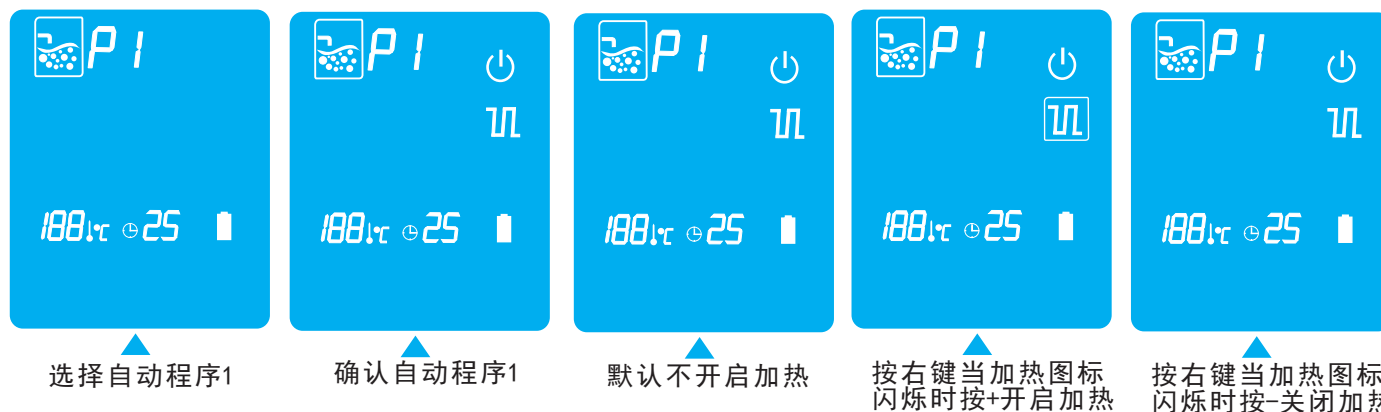 P1
P1
P1
P1
P1
188℃ 25
188℃ 25
188℃ 25
188℃ 25
188℃ 25
选择自动程序1
确认自动程序1
默认不开启加热
按右键当加热图标
闪烁时按+开启加热
按右键当加热图标
闪烁时按-关闭加热